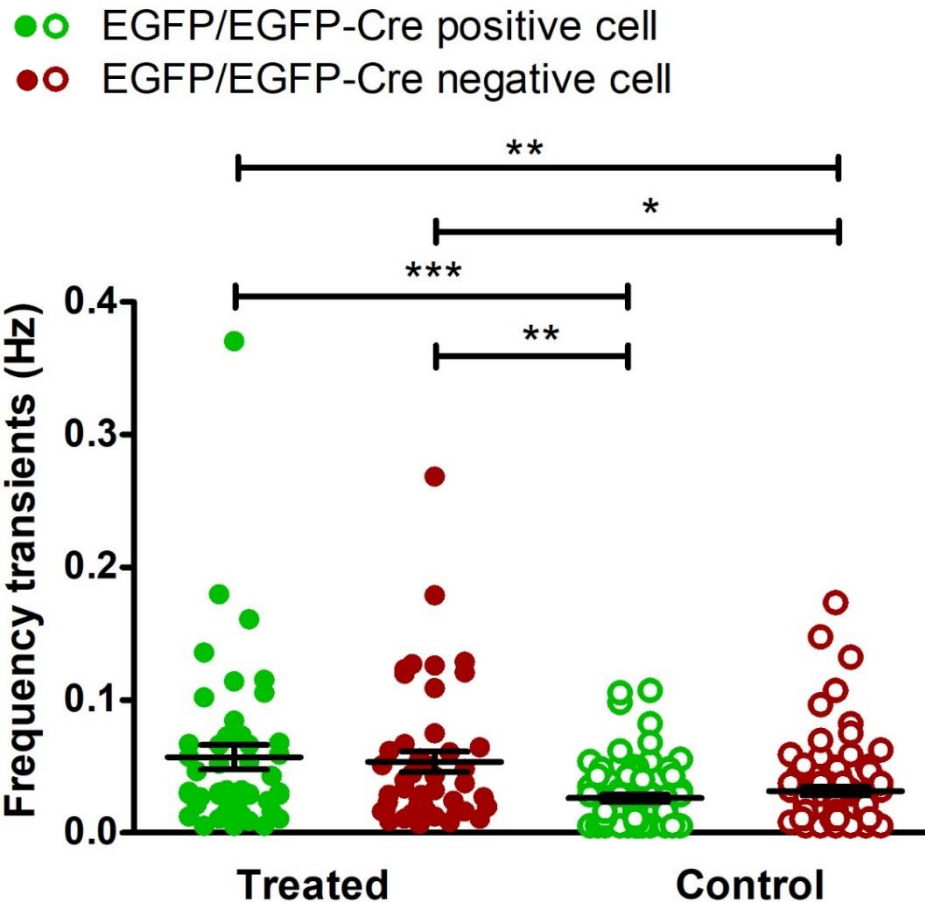 EGFP/EGFP-Cre positive cell
EGFP/EGFP-Cre negative cell
**
*
***
**
Frequency transients (Hz)
0.4
0.3
0.2
0.1
0.0
Treated Control